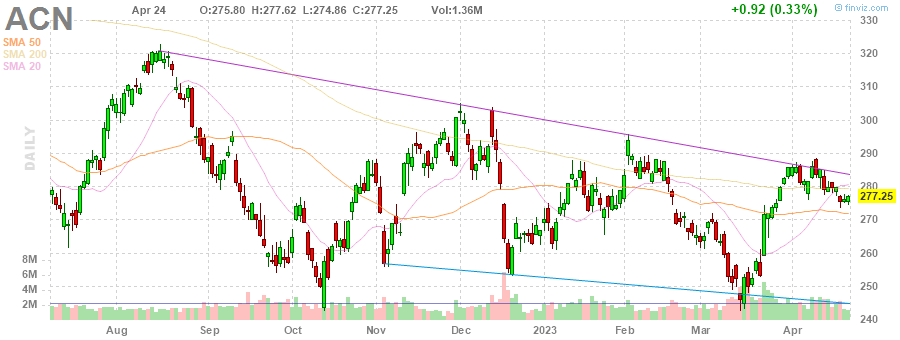 ACN
Apr 24 O:275.80 H:277.62 L:274.86 C:277.25 Vol:1.36M
+0.92 (0.33%)
© finviz.com
SMA 50
SMA 200
SMA 20
DAILY
330
320
310
300
290
280
277.25
270
260
250
240
8M
6M
4M
2M
Aug Sep Oct Nov Dec 2023 Feb Mar Apr